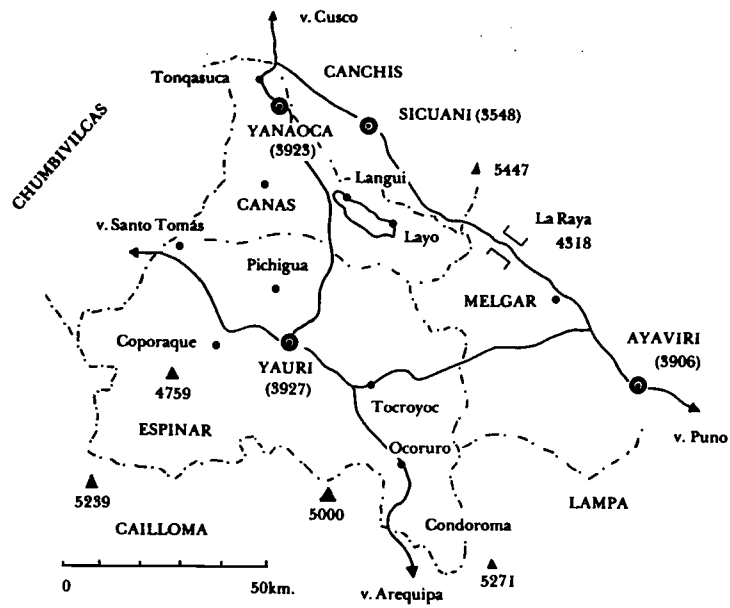 v. Cusco
Tonqasuca
CANCHIS
SICUANI (3548)
YANAOCA
(3923)
CHUMBIVILCAS
Langui
5447
CANAS
La Raya
4318
v. Santo Tomás
Layo
Pichigua
MELGAR
Coporaque
AYAVIRI
(3906)
YAURI
(3927)
4759
Tocroyoc
ESPINAR
v. Puno
Ocoruro
5239
5000
LAMPA
CAILLOMA
Condoroma
5271
0
50km.
v. Arequipa